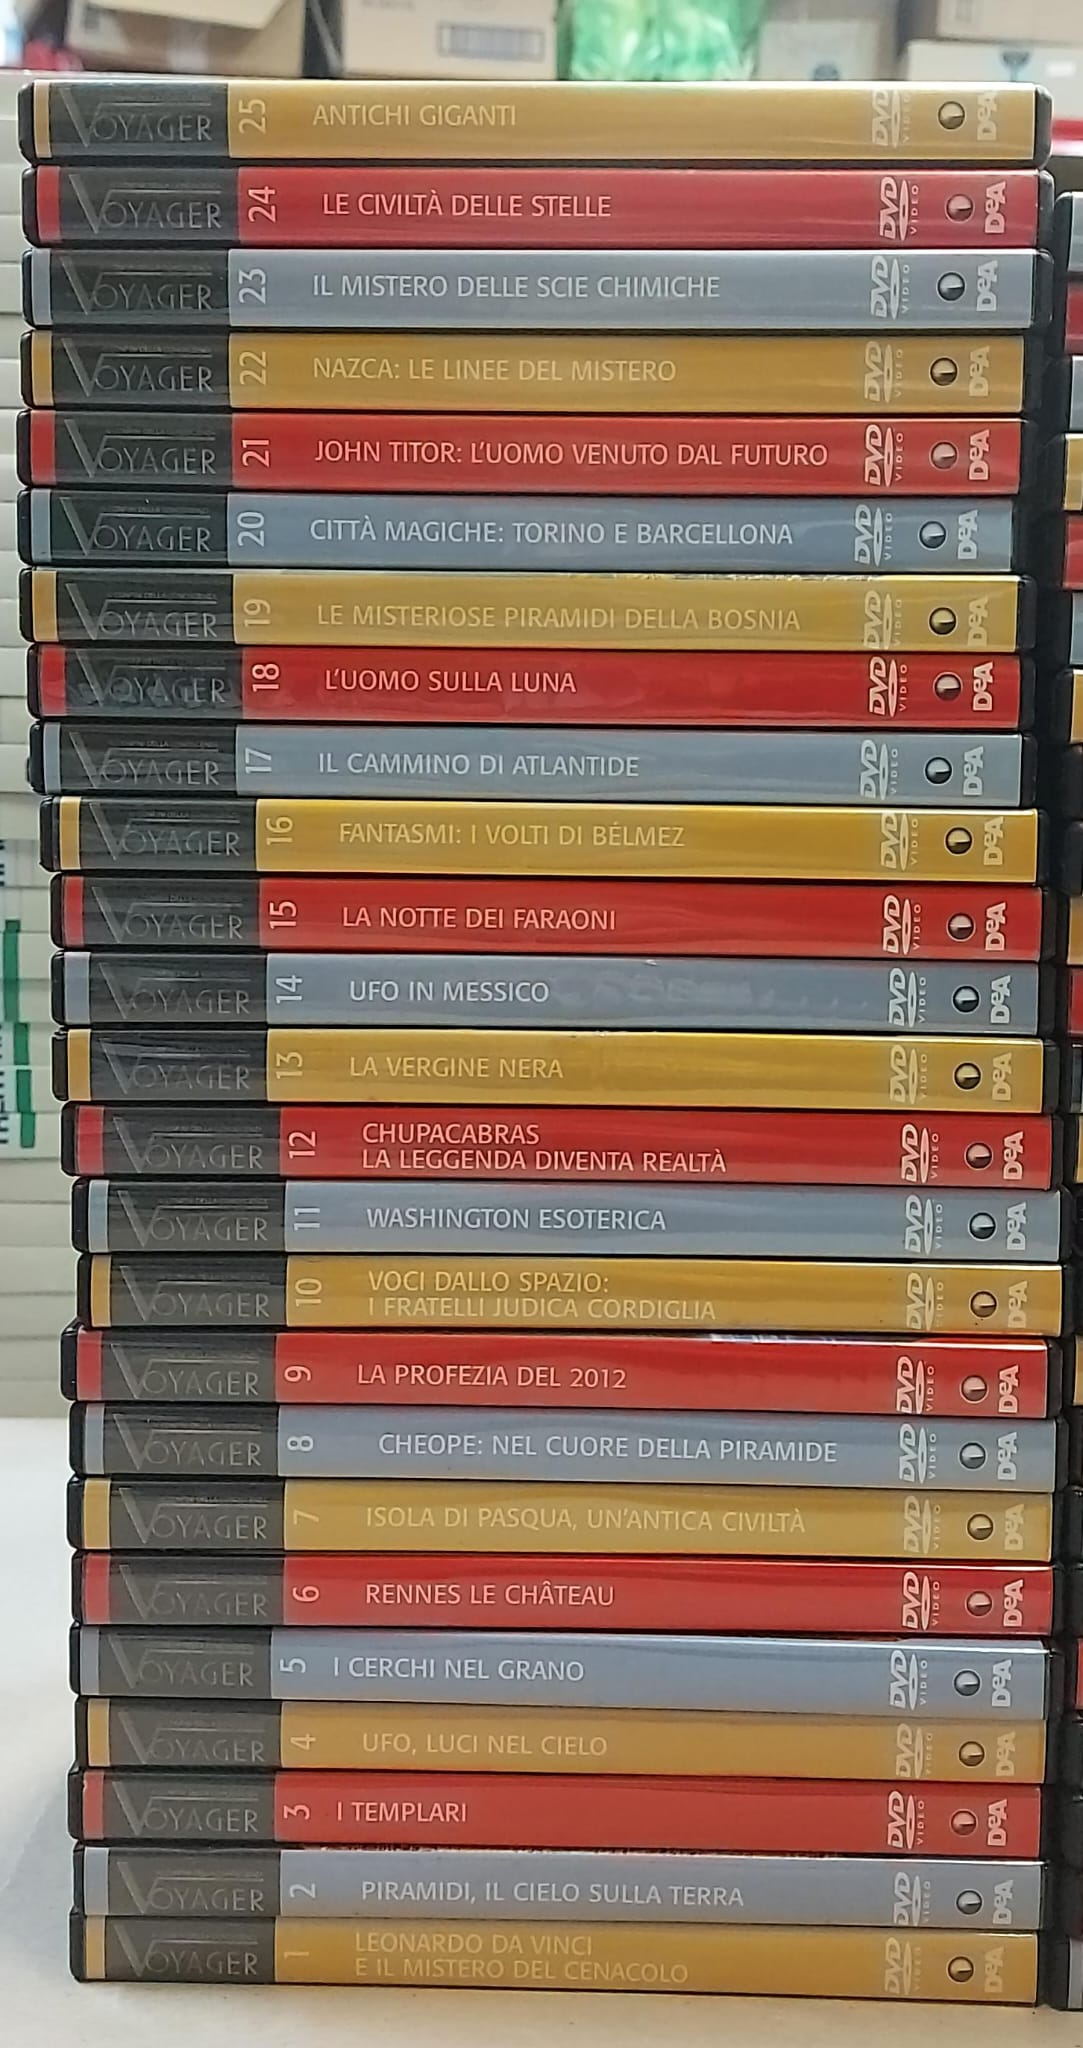 VOYAGER 25 ANTICHI GIGANTI DVD VIDEO DeA
VOYAGER 24 LE CIVILTÀ DELLE STELLE DVD VIDEO DeA
VOYAGER 23 IL MISTERO DELLE SCIE CHIMICHE DVD VIDEO DeA
VOYAGER 22 NAZCA: LE LINEE DEL MISTERO DVD VIDEO DeA
VOYAGER 21 JOHN TITOR: L'UOMO VENUTO DAL FUTURO DVD VIDEO DeA
VOYAGER 20 CITTÀ MAGICHE: TORINO E BARCELLONA DVD VIDEO DeA
VOYAGER 19 LE MISTERIOSE PIRAMIDI DELLA BOSNIA DVD VIDEO DeA
VOYAGER 18 L'UOMO SULLA LUNA DVD VIDEO DeA
VOYAGER 17 IL CAMMINO DI ATLANTIDE DVD VIDEO DeA
VOYAGER 16 FANTASMI: I VOLTI DI BÉLMEZ DVD VIDEO DeA
VOYAGER 15 LA NOTTE DEI FARAONI DVD VIDEO DeA
VOYAGER 14 UFO IN MESSICO DVD VIDEO DeA
VOYAGER 13 LA VERGINE NERA DVD VIDEO DeA
VOYAGER 12 CHUPACABRAS
LA LEGGENDA DIVENTA REALTÀ DVD VIDEO DeA
VOYAGER 11 WASHINGTON ESOTERICA DVD VIDEO DeA
VOYAGER 10 VOCI DALLO SPAZIO:
I FRATELLI JUDICA CORDIGLIA DVD VIDEO DeA
VOYAGER 9 LA PROFEZIA DEL 2012 DVD VIDEO DeA
VOYAGER 8 CHEOPE: NEL CUORE DELLA PIRAMIDE DVD VIDEO DeA
VOYAGER 7 ISOLA DI PASQUA, UN'ANTICA CIVILTÀ DVD VIDEO DeA
VOYAGER 6 RENNES LE CHÂTEAU DVD VIDEO DeA
VOYAGER 5 I CERCHI NEL GRANO DVD VIDEO DeA
VOYAGER 4 UFO, LUCI NEL CIELO DVD VIDEO DeA
VOYAGER 3 I TEMPLARI DVD VIDEO DeA
VOYAGER 2 PIRAMIDI, IL CIELO SULLA TERRA DVD VIDEO DeA
VOYAGER 1 LEONARDO DA VINCI
E IL MISTERO DEL CENACOLO DVD VIDEO DeA